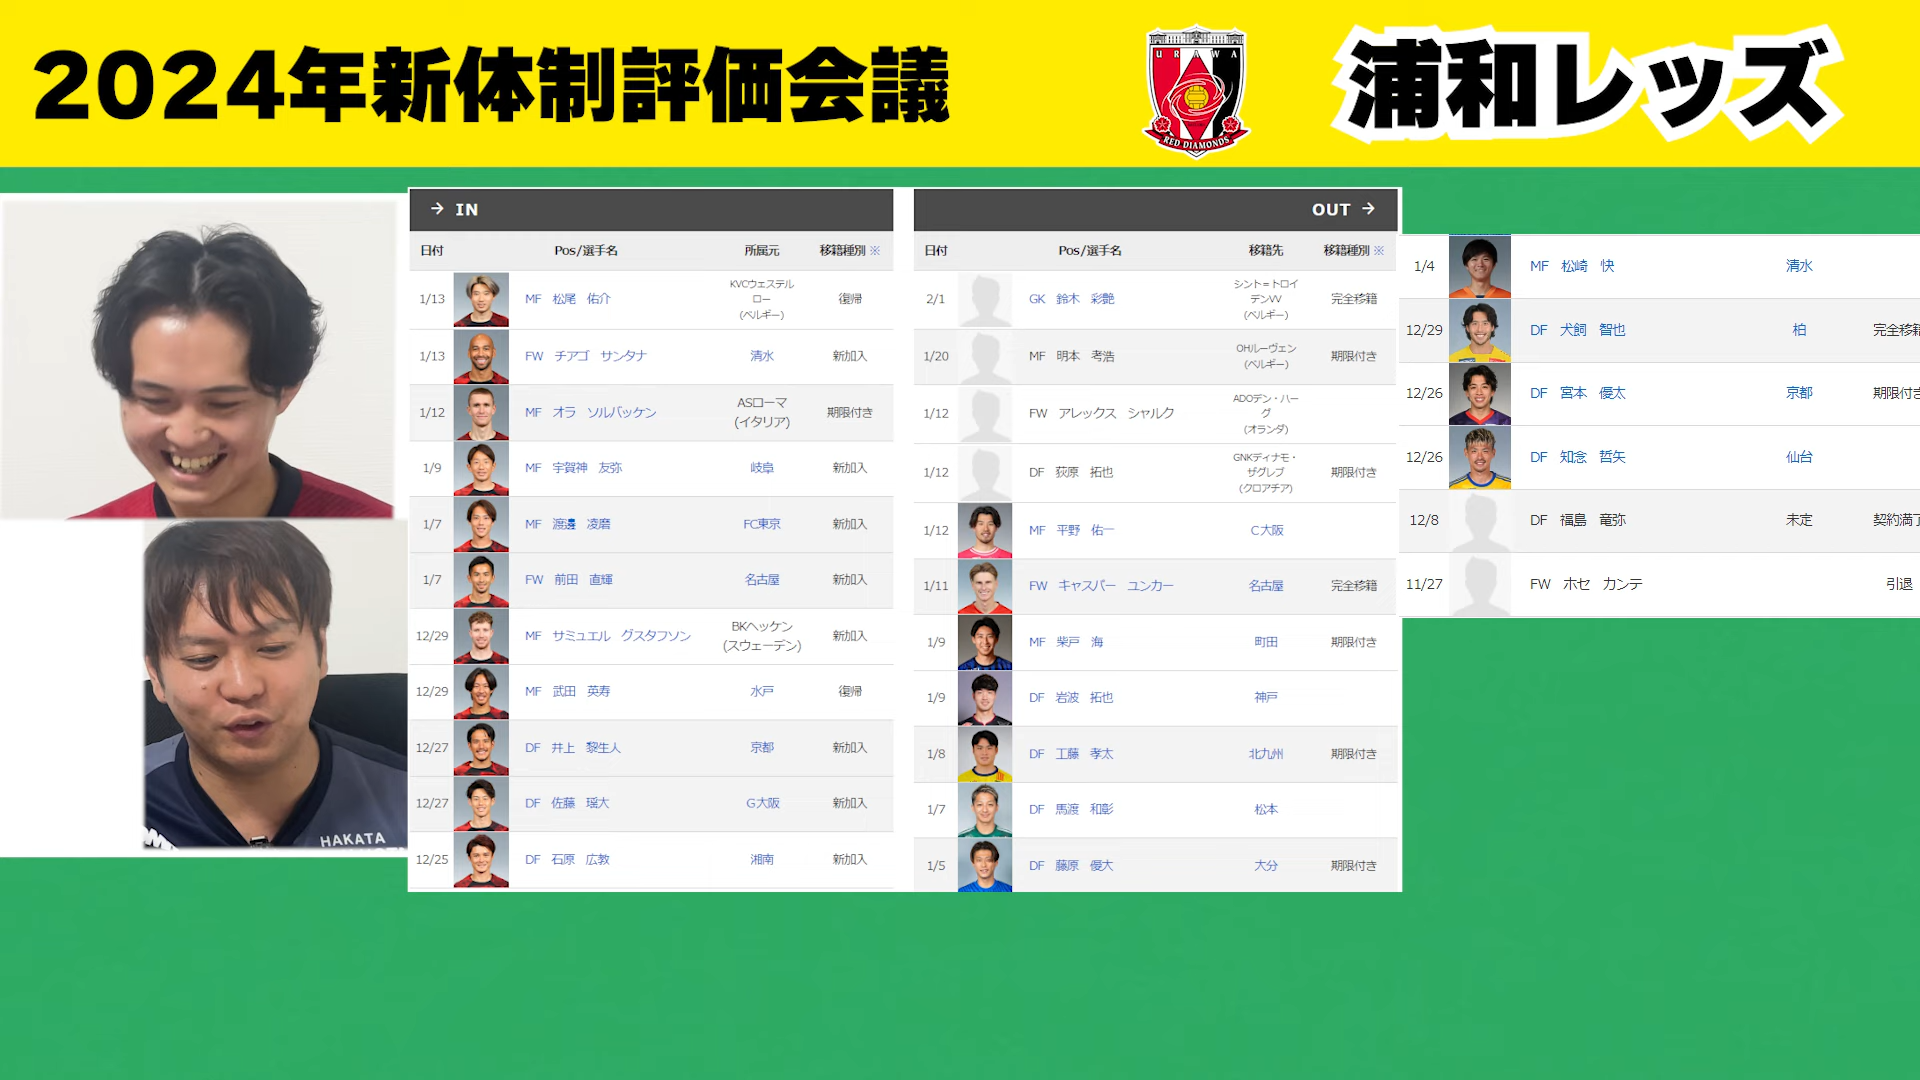 2024年新体制評価会議
URAWA
RED DIAMONDS
浦和レッズ
→ IN
日付 Pos/選手名 所属元 移籍種別 ※
1/13 MF 松尾 佑介 KVCウェステルロー (ベルギー) 復帰
1/13 FW チアゴ サンタナ 清水 新加入
1/12 MF オラ ソルバッケン ASローマ (イタリア) 期限付き
1/9 MF 宇賀神 友弥 岐阜 新加入
1/7 MF 渡邊 凌磨 FC東京 新加入
1/7 FW 前田 直輝 名古屋 新加入
12/29 MF サミュエル グスタフソン BKヘッケン (スウェーデン) 新加入
12/29 MF 武田 英寿 水戸 復帰
12/27 DF 井上 黎生人 京都 新加入
12/27 DF 佐藤 瑶大 G大阪 新加入
12/25 DF 石原 広教 湘南 新加入
OUT →
日付 Pos/選手名 移籍先 移籍種別 ※
2/1 GK 鈴木 彩艶 シント=トロイデンVV (ベルギー) 完全移籍
1/20 MF 明本 考浩 OHルーヴェン (ベルギー) 期限付き
1/12 FW アレックス シャルク ADOデン・ハーグ (オランダ)
1/12 DF 荻原 拓也 GNKディナモ・ザグレブ (クロアチア) 期限付き
1/12 MF 平野 佑一 C大阪
1/11 FW キャスパー ユンカー 名古屋 完全移籍
1/9 MF 柴戸 海 町田 期限付き
1/9 DF 岩波 拓也 神戸
1/8 DF 工藤 孝太 北九州 期限付き
1/7 DF 馬渡 和彰 松本
1/5 DF 藤原 優大 大分 期限付き
1/4 MF 松崎 快 清水
12/29 DF 犬飼 智也 柏 完全移籍
12/26 DF 宮本 優太 京都 期限付き
12/26 DF 知念 哲矢 仙台
12/8 DF 福島 竜弥 未定 契約満了
11/27 FW ホセ カンテ 引退
HAKATA